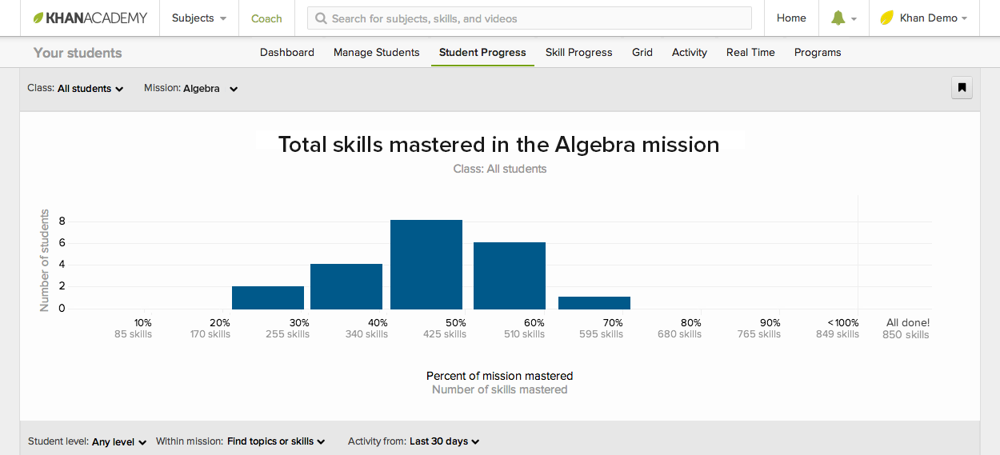 KHANACADEMY Subjects Coach Search for subjects, skills, and videos Home Khan Demo
Your students Dashboard Manage Students Student Progress Skill Progress Grid Activity Real Time Programs
Class: All students Mission: Algebra
Total skills mastered in the Algebra mission
Class: All students
Number of students
8
6
4
2
0
10% 20% 30% 40% 50% 60% 70% 80% 90% <100% All done!
85 skills 170 skills 255 skills 340 skills 425 skills 510 skills 595 skills 680 skills 765 skills 849 skills 850 skills
Percent of mission mastered
Number of skills mastered
Student level: Any level Within mission: Find topics or skills Activity from: Last 30 days